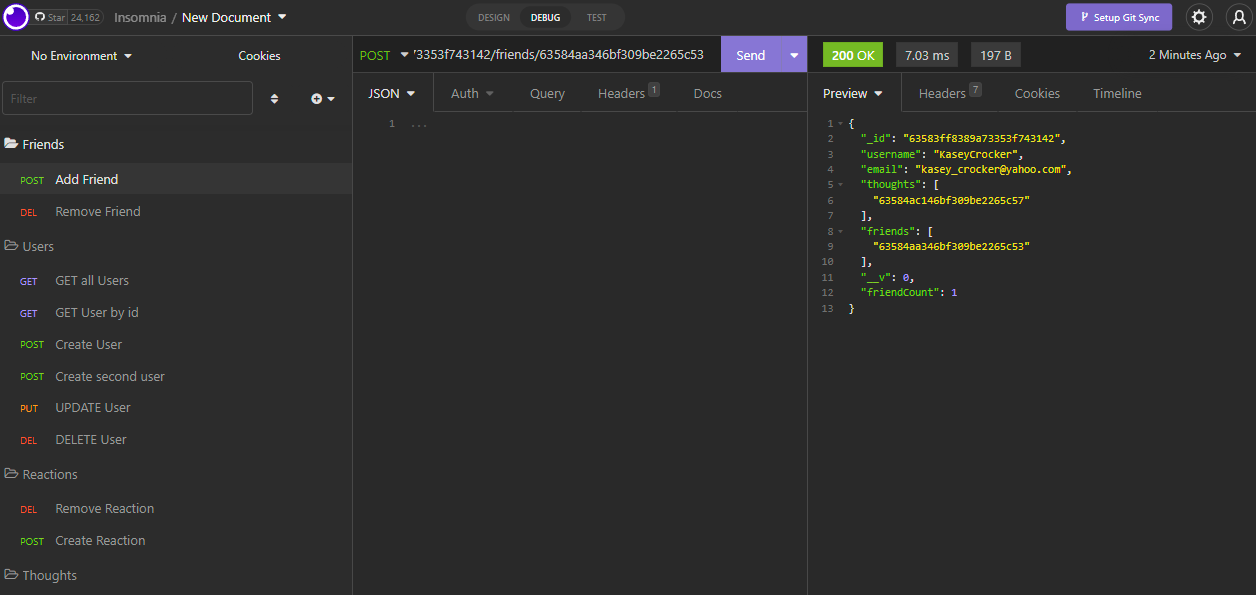 Star 24,162 Insomnia / New Document DESIGN DEBUG TEST Setup Git Sync
No Environment Cookies
Filter
Friends
POST Add Friend
DEL Remove Friend
Users
GET GET all Users
GET GET User by id
POST Create User
POST Create second user
PUT UPDATE User
DEL DELETE User
Reactions
DEL Remove Reaction
POST Create Reaction
Thoughts
POST 73353f743142/friends/63584aa346bf309be2265c53 Send
JSON Auth Query Headers 1 Docs
1 ...
200 OK 7.03 ms 197 B 2 Minutes Ago
Preview Headers 7 Cookies Timeline
1 {
2 "_id": "63583ff8389a73353f743142",
3 "username": "KaseyCrocker",
4 "email": "kasey_crocker@yahoo.com",
5 "thoughts": [
6 "63584ac146bf309be2265c57"
7 ],
8 "friends": [
9 "63584aa346bf309be2265c53"
10 ],
11 "__v": 0,
12 "friendCount": 1
13 }